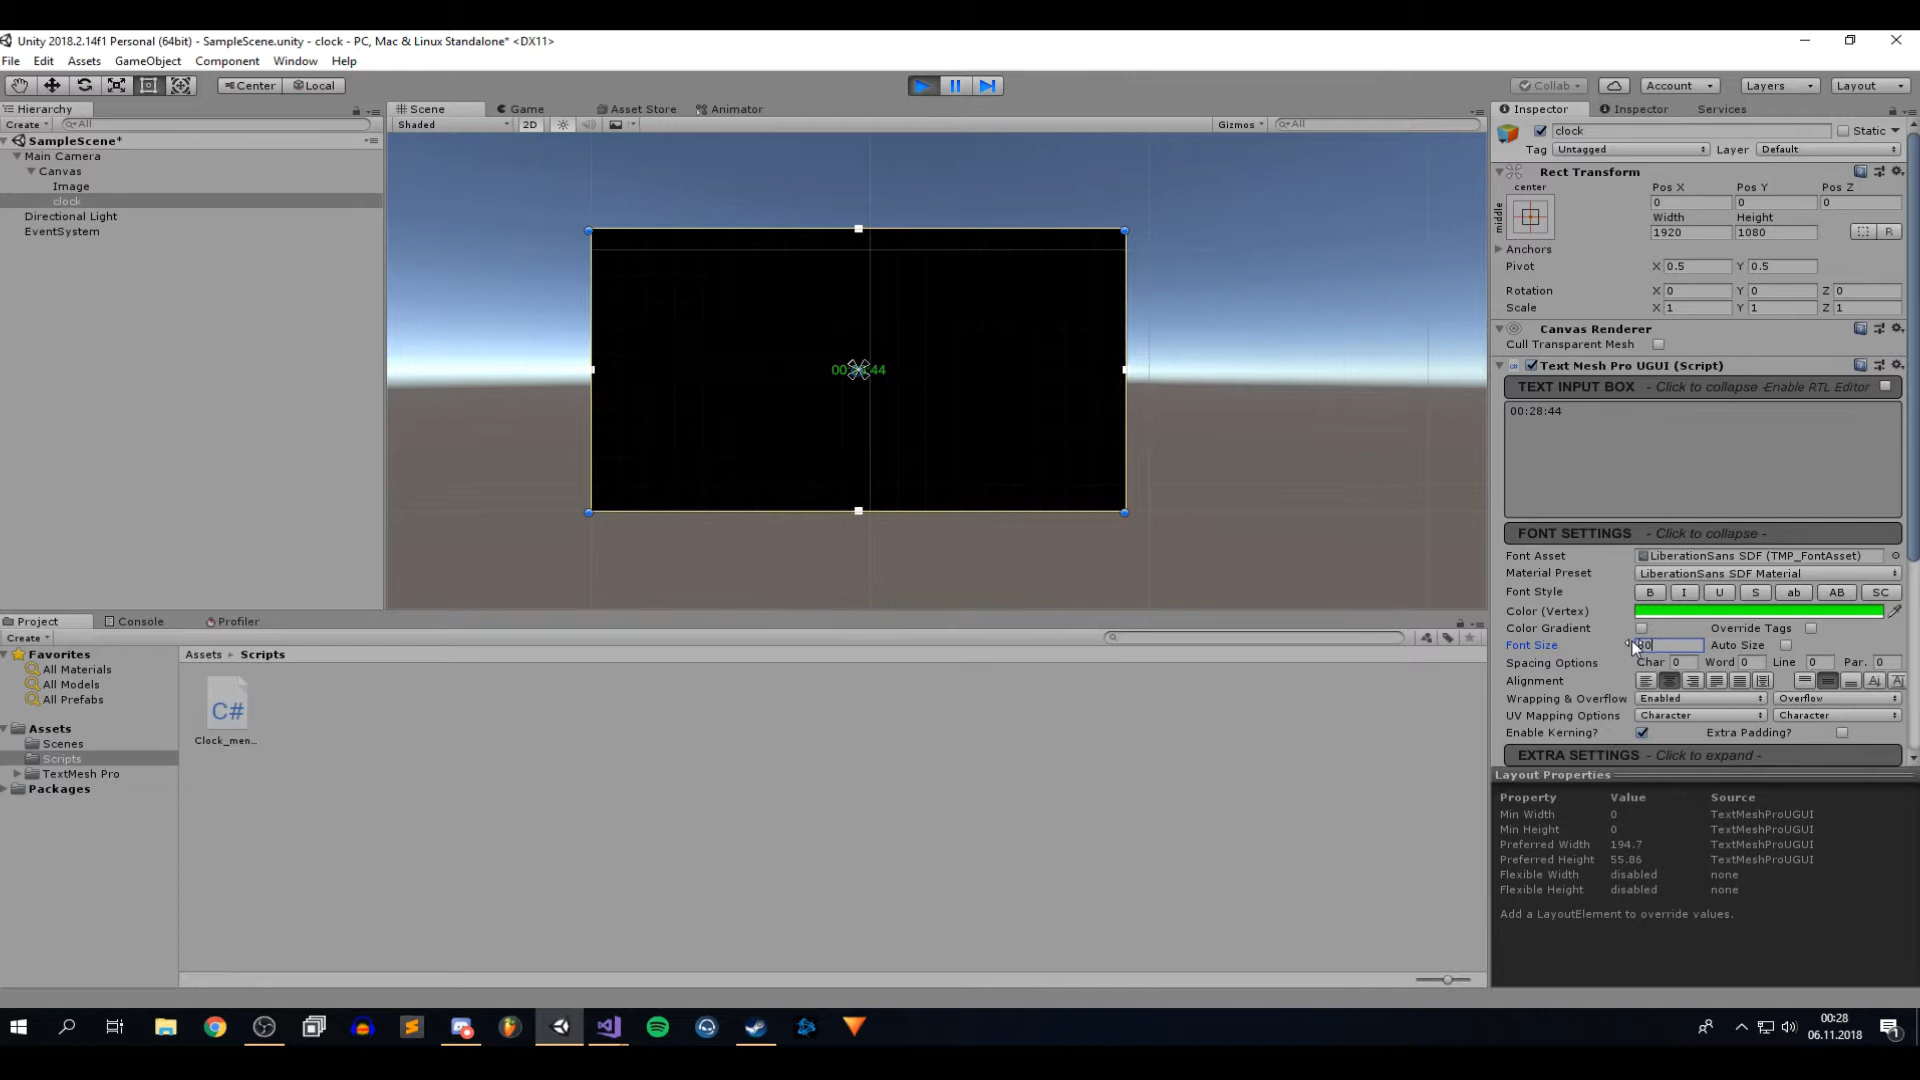 Unity 2018.2.14f1 Personal (64bit) - SampleScene.unity - clock - PC, Mac & Linux Standalone* <DX11>
File Edit Assets GameObject Component Window Help
Center Local Collab Account Layers Layout
Hierarchy Scene Game Asset Store Animator Inspector Inspector Services
Create All Shaded 2D Gizmos All clock Static
SampleScene* Tag Untagged Layer Default
Main Camera
Canvas Rect Transform
Image center Pos X Pos Y Pos Z
clock middle 0 0 0
Directional Light Width Height
EventSystem 1920 1080 R
Anchors
Pivot X 0.5 Y 0.5
Rotation X 0 Y 0 Z 0
Scale X 1 Y 1 Z 1
Canvas Renderer
Cull Transparent Mesh
Text Mesh Pro UGUI (Script)
TEXT INPUT BOX - Click to collapse - Enable RTL Editor
00:28:44
FONT SETTINGS - Click to collapse -
Font Asset LiberationSans SDF (TMP_FontAsset)
Material Preset LiberationSans SDF Material
Font Style B I U S ab AB SC
Color (Vertex)
Color Gradient Override Tags
Font Size Auto Size
Spacing Options Char 0 Word 0 Line 0 Par. 0
Alignment
Wrapping & Overflow Enabled Overflow
UV Mapping Options Character Character
Enable Kerning? Extra Padding?
EXTRA SETTINGS - Click to expand -
Layout Properties
Property Value Source
Min Width 0 TextMeshProUGUI
Min Height 0 TextMeshProUGUI
Preferred Width 194.7 TextMeshProUGUI
Preferred Height 55.86 TextMeshProUGUI
Flexible Width disabled none
Flexible Height disabled none
Add a LayoutElement to override values.
Project Console Profiler
Create
Favorites Assets Scripts
All Materials
All Models
All Prefabs
Assets
Scenes
Scripts
TextMesh Pro
Packages
C#
Clock_men...
00:28
06.11.2018
1